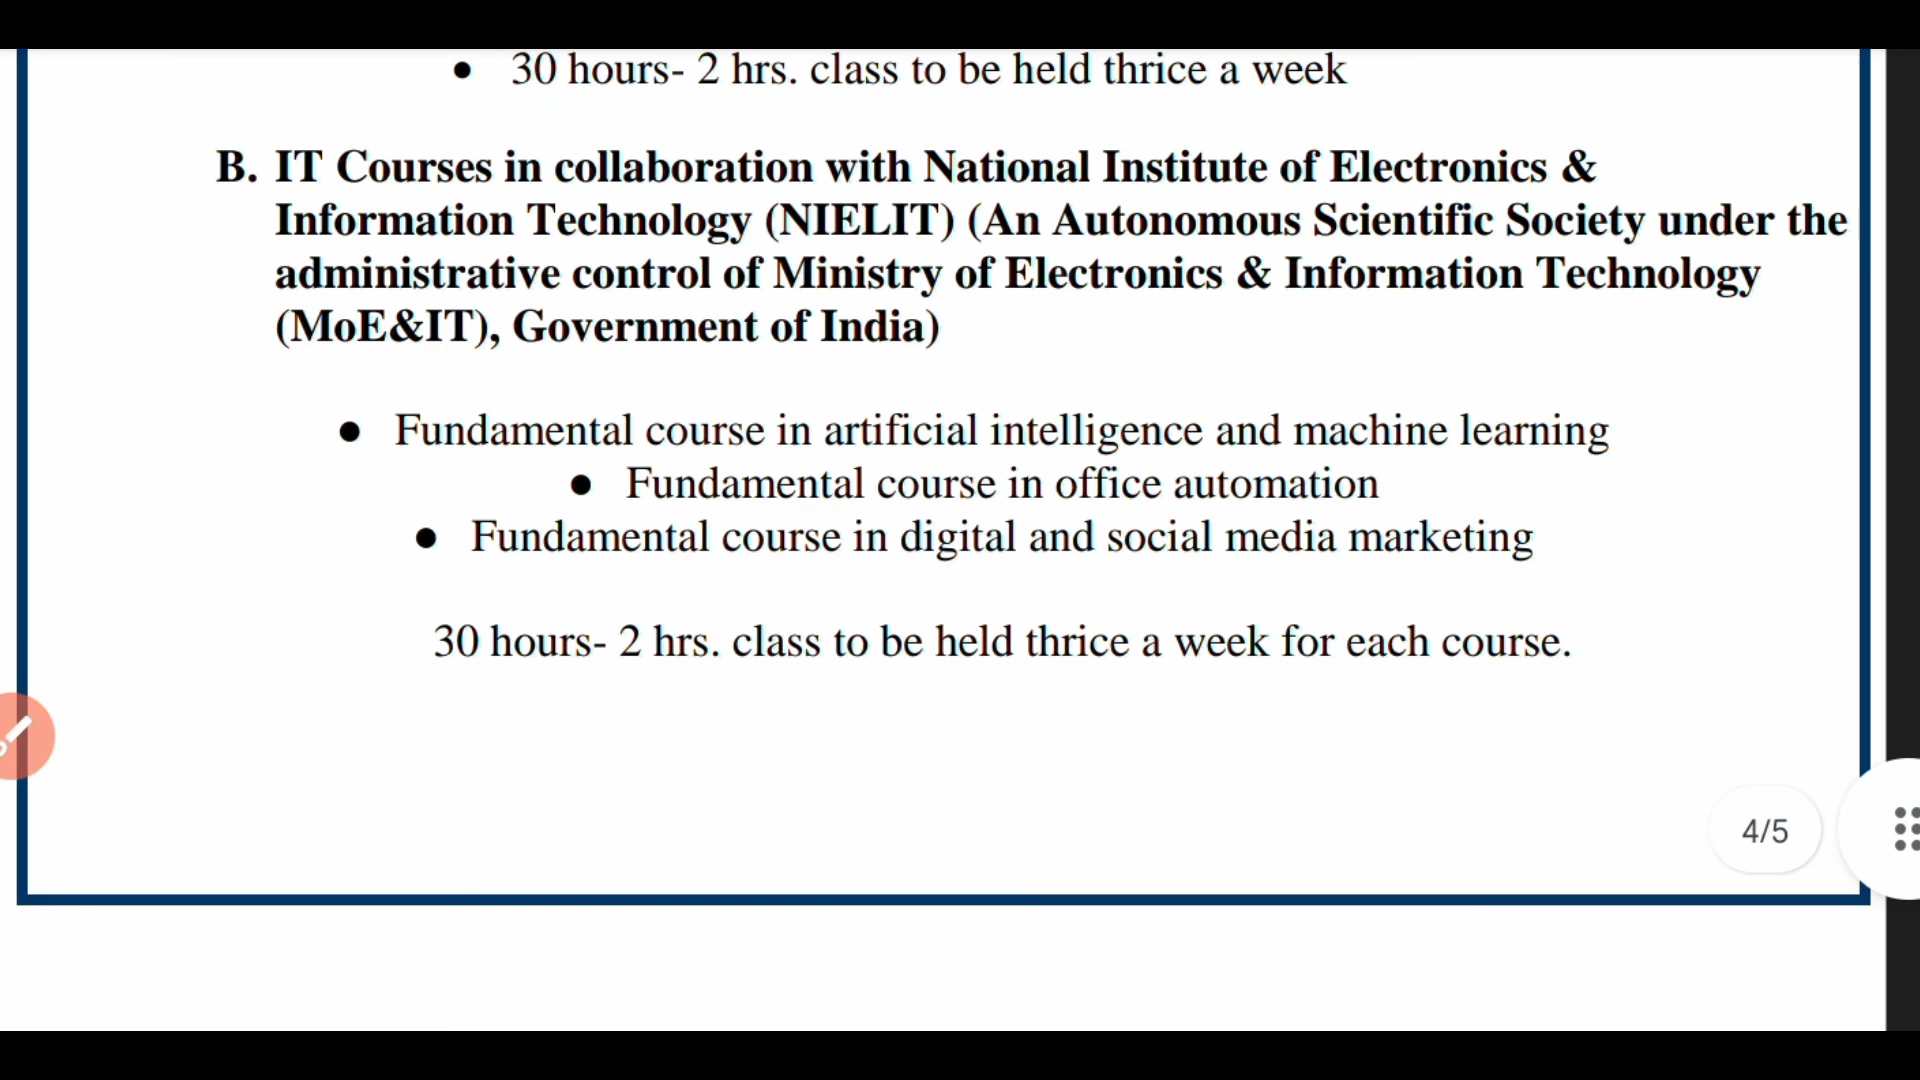 • 30 hours- 2 hrs. class to be held thrice a week
B. IT Courses in collaboration with National Institute of Electronics &
Information Technology (NIELIT) (An Autonomous Scientific Society under the
administrative control of Ministry of Electronics & Information Technology
(MoE&IT), Government of India)
• Fundamental course in artificial intelligence and machine learning
• Fundamental course in office automation
• Fundamental course in digital and social media marketing
30 hours- 2 hrs. class to be held thrice a week for each course.
4/5